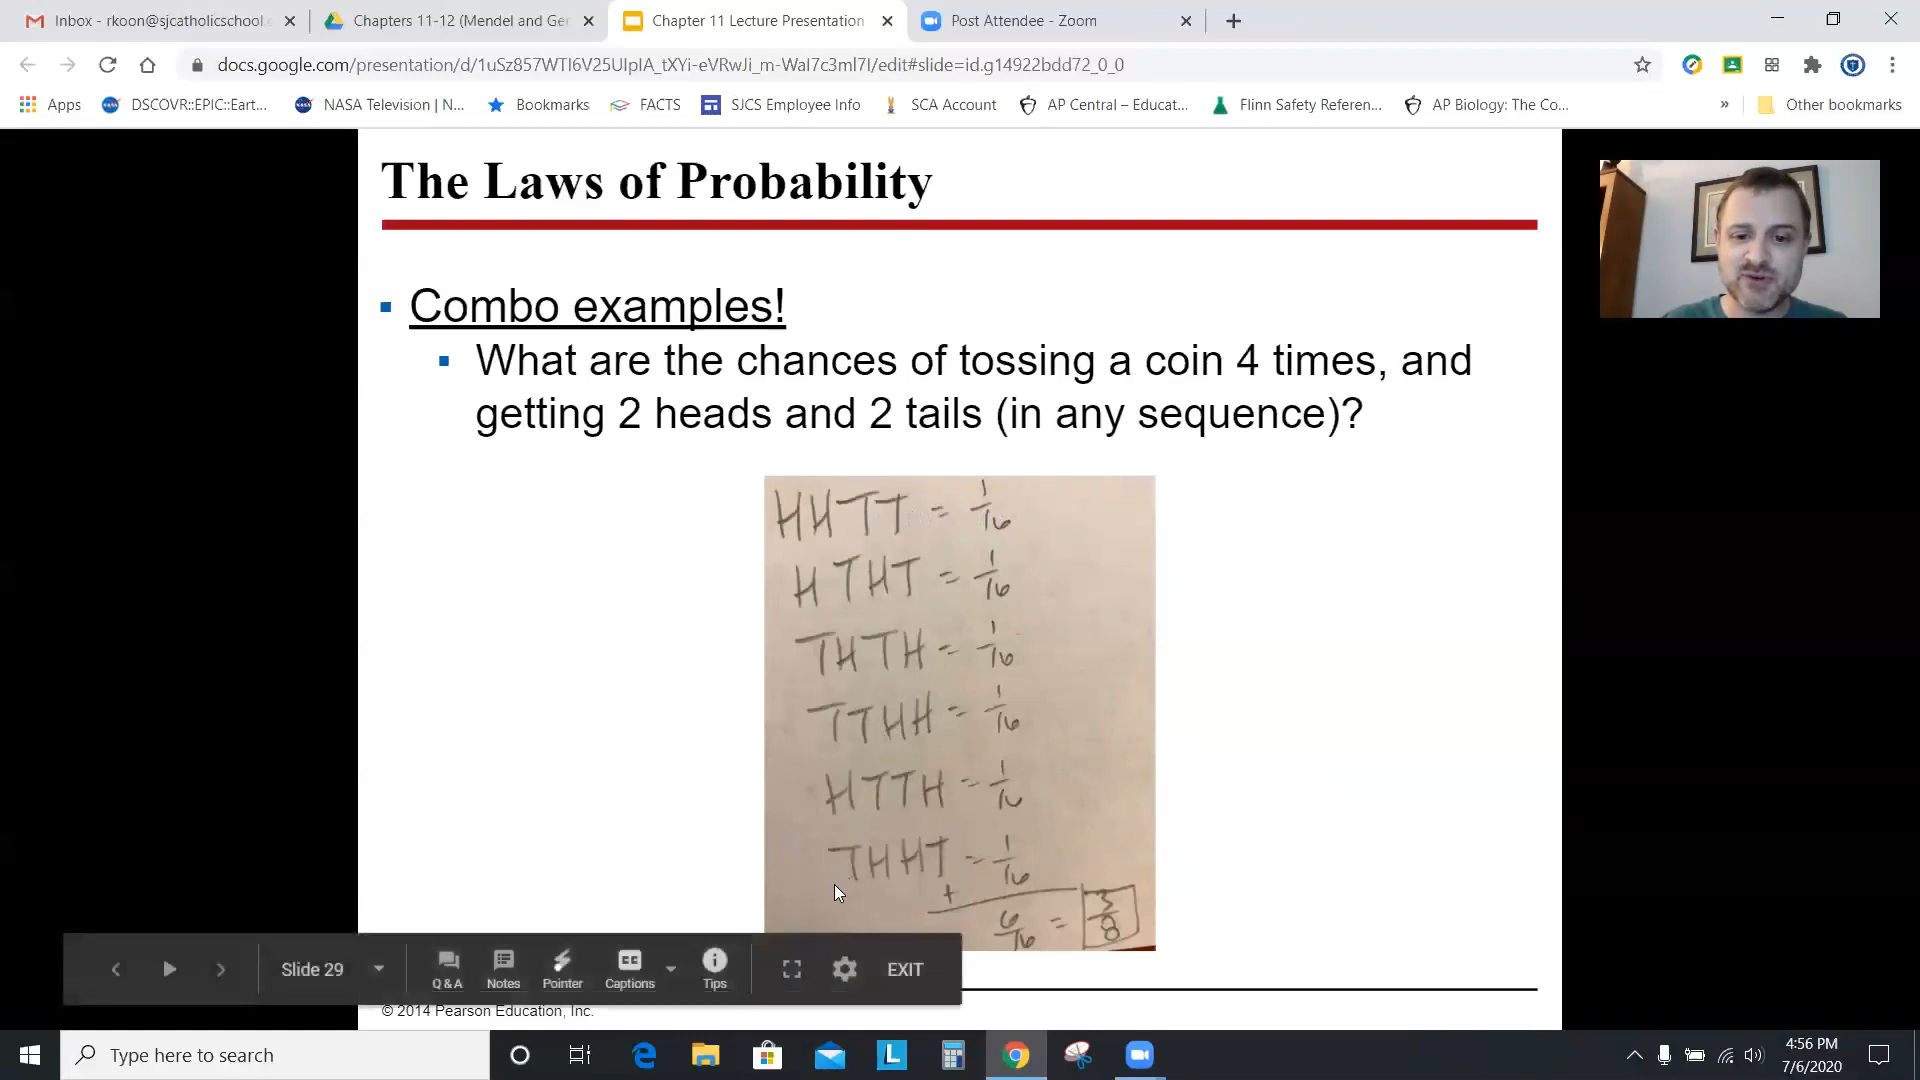 Inbox - rkoon@sjcatholicschool.
Chapters 11-12 (Mendel and Ge
Chapter 11 Lecture Presentation
Post Attendee - Zoom
docs.google.com/presentation/d/1uSz857WTI6V25UIpIA_tXYi-eVRwJi_m-WaI7c3ml7I/edit#slide=id.g14922bdd72_0_0
Apps
DSCOVR::EPIC::Eart...
NASA Television | N...
Bookmarks
FACTS
SJCS Employee Info
SCA Account
AP Central – Educat...
Flinn Safety Referen...
AP Biology: The Co...
»
Other bookmarks
The Laws of Probability
Combo examples!
What are the chances of tossing a coin 4 times, and
getting 2 heads and 2 tails (in any sequence)?
HHTT = 1/16
HTHT = 1/16
THTH = 1/16
TTHH = 1/16
HTTH = 1/16
THHT = 1/16
+
6/16 = 3/8
Slide 29
Q & A
Notes
CC
Captions
Pointer
Tips
EXIT
© 2014 Pearson Education, Inc.
Type here to search
L
4:56 PM
7/6/2020